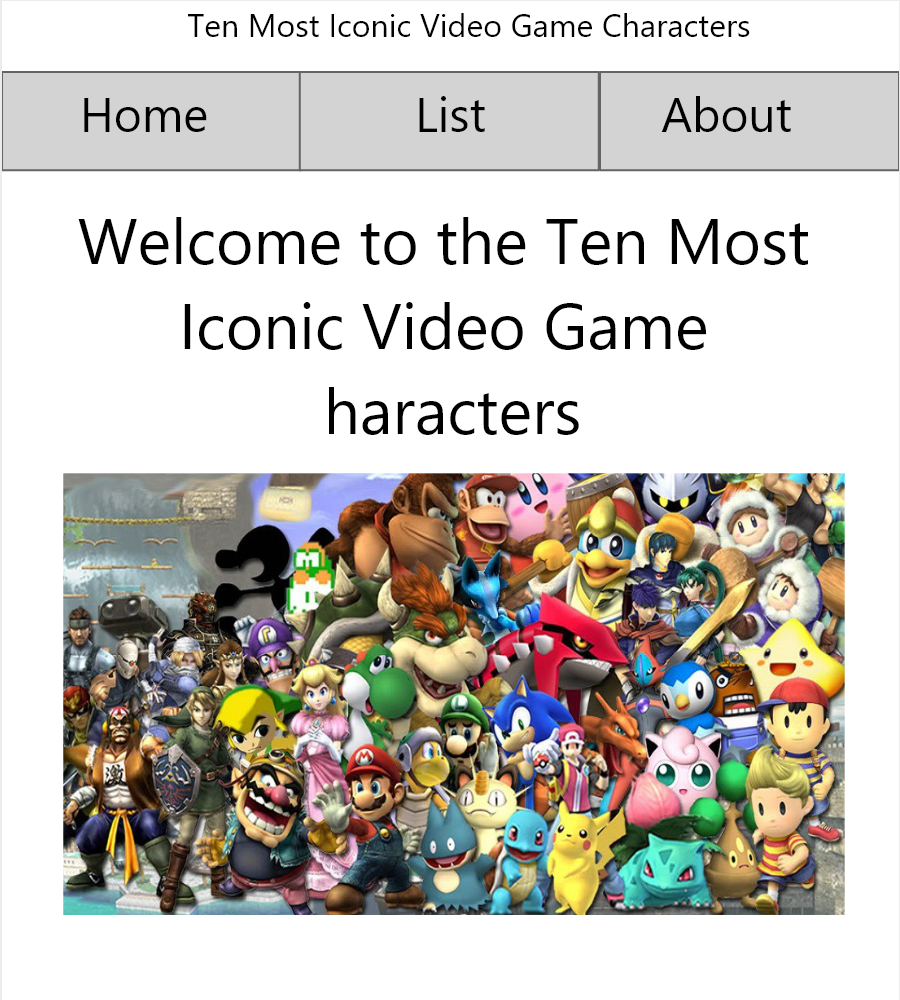 Ten Most Iconic Video Game Characters
Home
List
About
Welcome to the Ten Most
Iconic Video Game
haracters